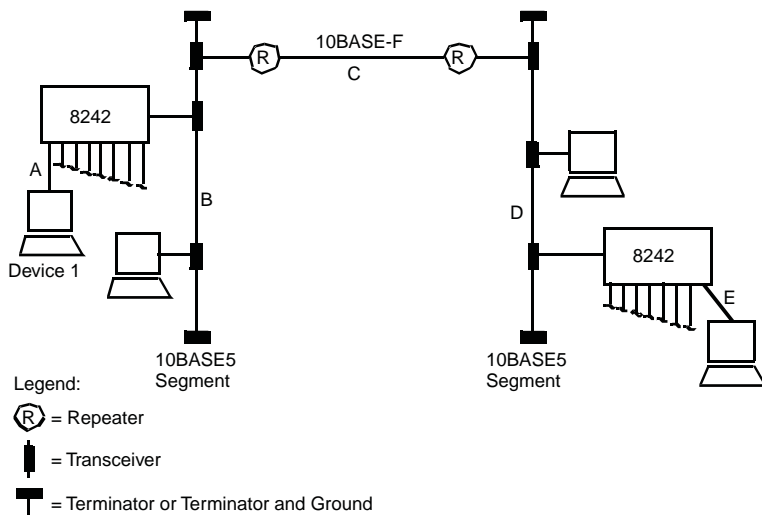 10BASE-F
R
R
C
8242
A
B
D
8242
Device 1
E
10BASE5
Segment
10BASE5
Segment
Legend:
R = Repeater
= Transceiver
= Terminator or Terminator and Ground